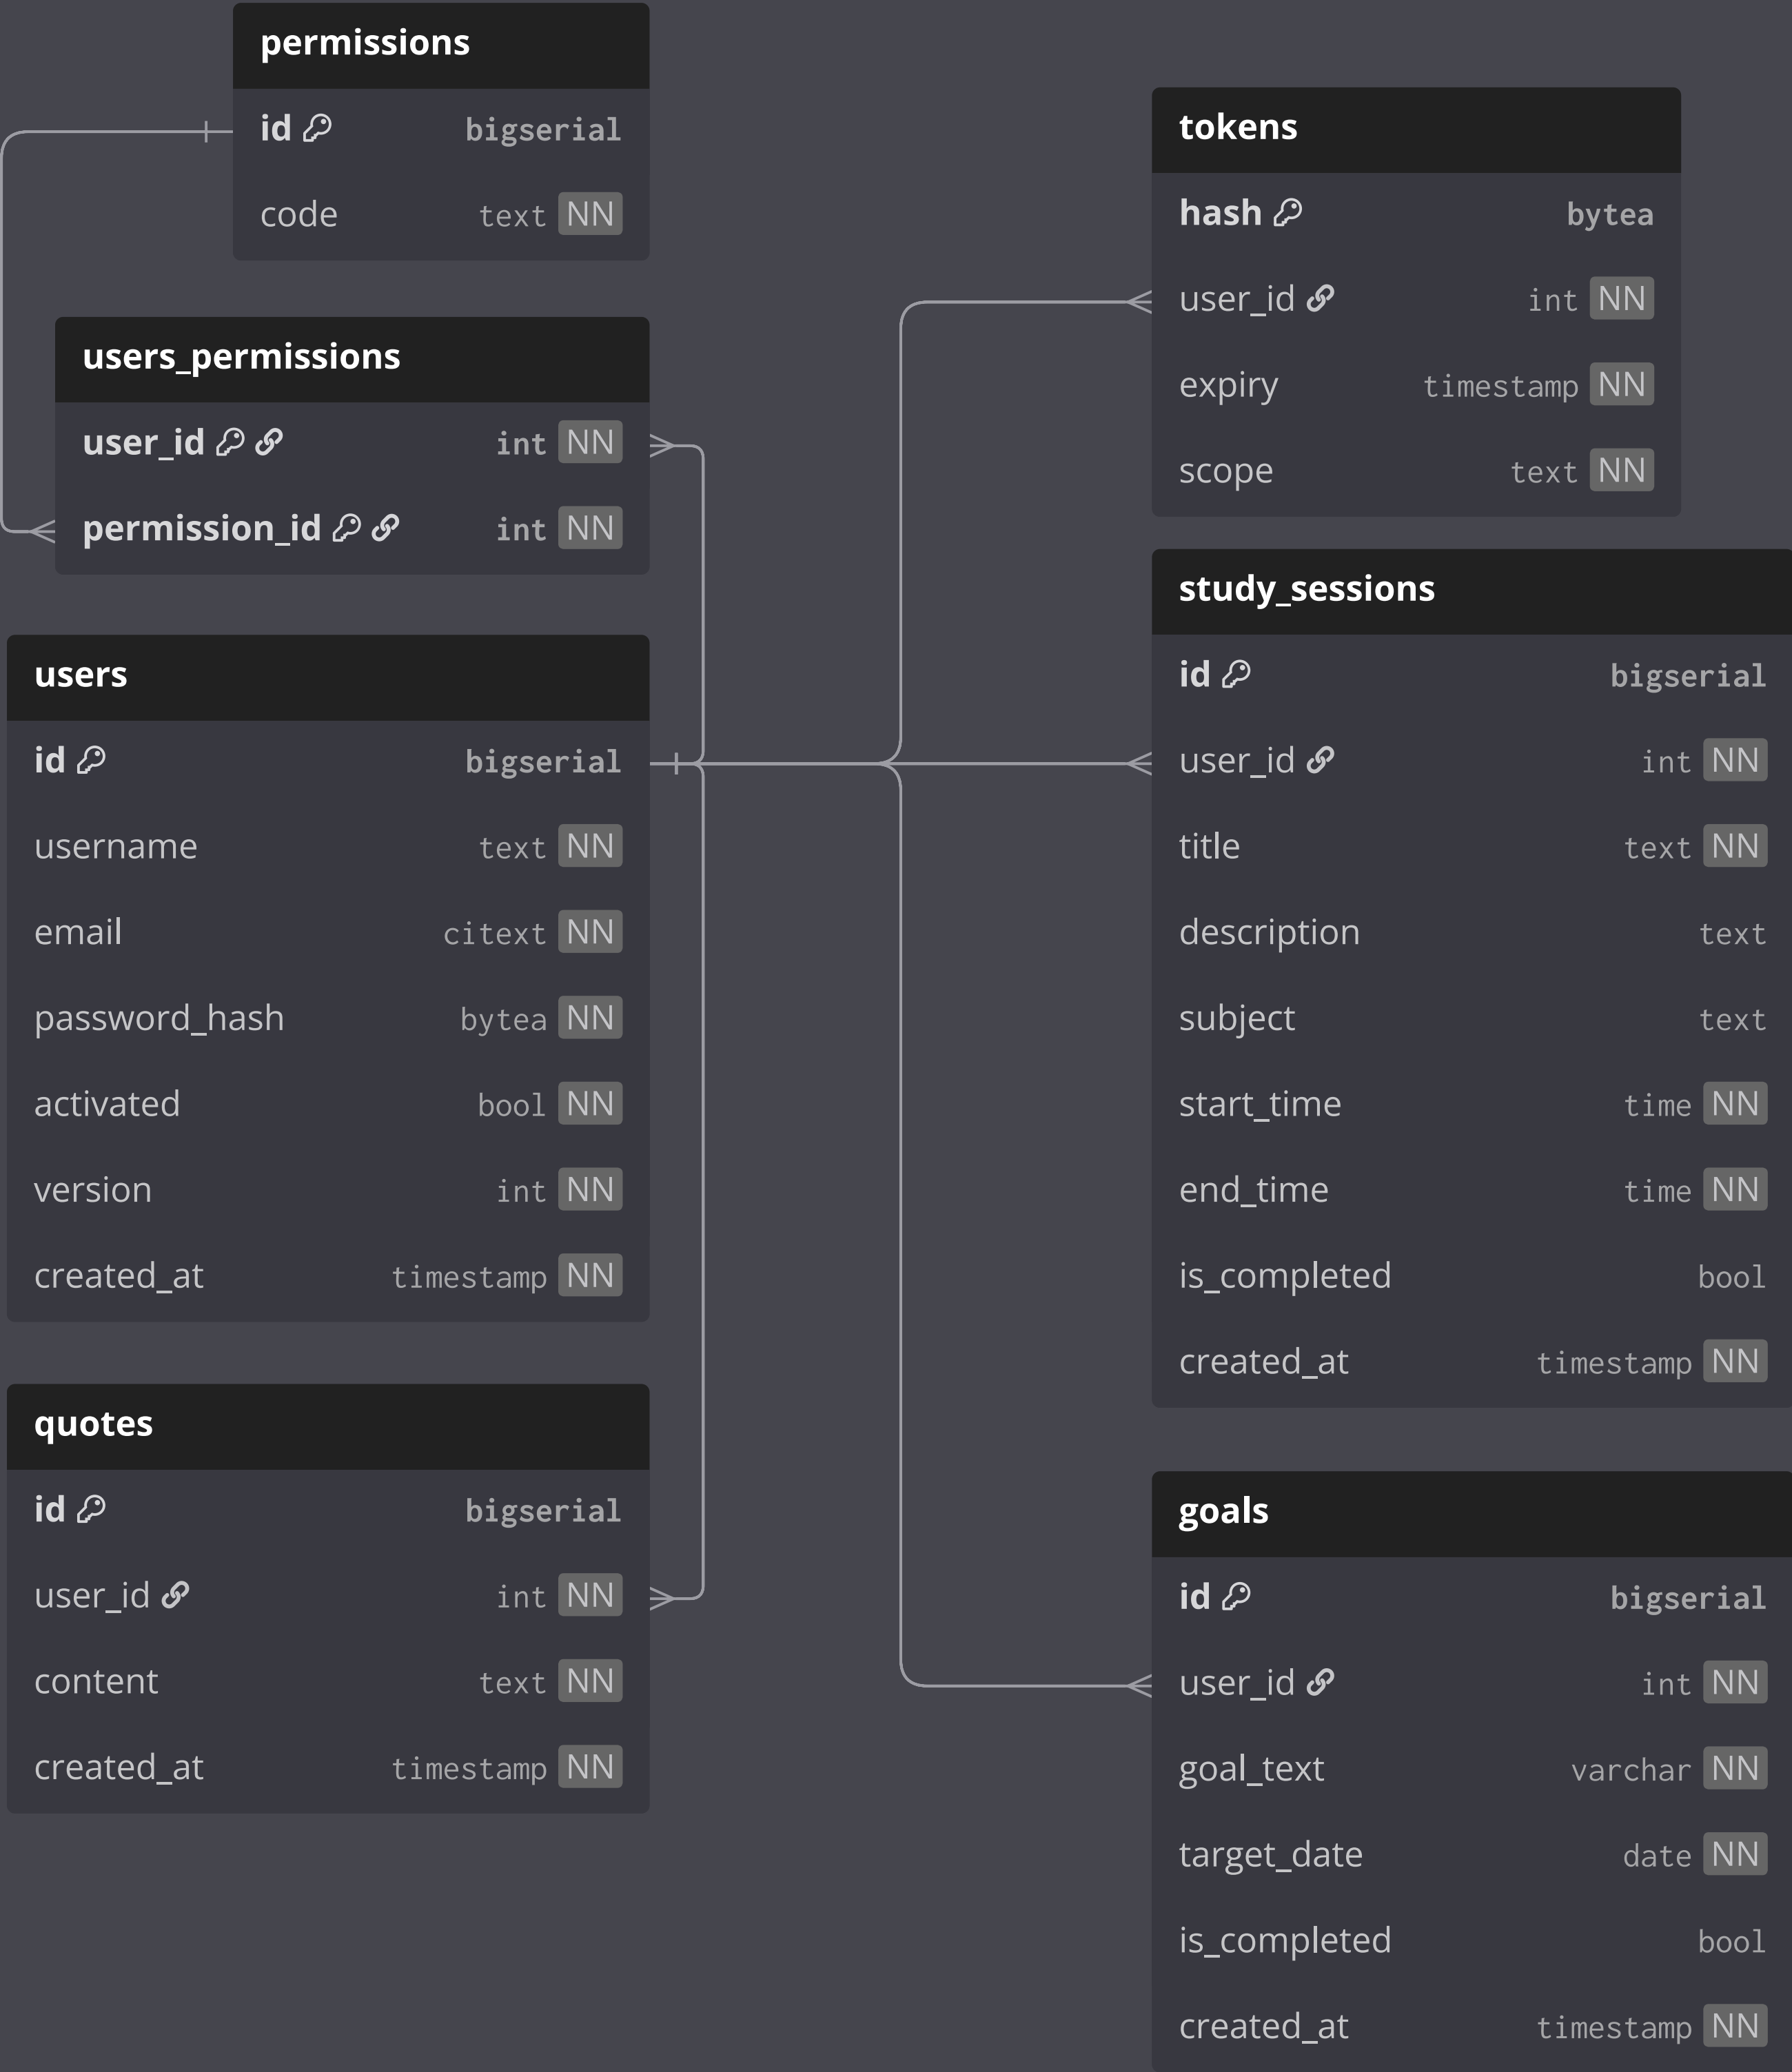 permissions
id bigserial
code text NN
users_permissions
user_id int NN
permission_id int NN
users
id bigserial
username text NN
email citext NN
password_hash bytea NN
activated bool NN
version int NN
created_at timestamp NN
quotes
id bigserial
user_id int NN
content text NN
created_at timestamp NN
tokens
hash bytea
user_id int NN
expiry timestamp NN
scope text NN
study_sessions
id bigserial
user_id int NN
title text NN
description text
subject text
start_time time NN
end_time time NN
is_completed bool
created_at timestamp NN
goals
id bigserial
user_id int NN
goal_text varchar NN
target_date date NN
is_completed bool
created_at timestamp NN